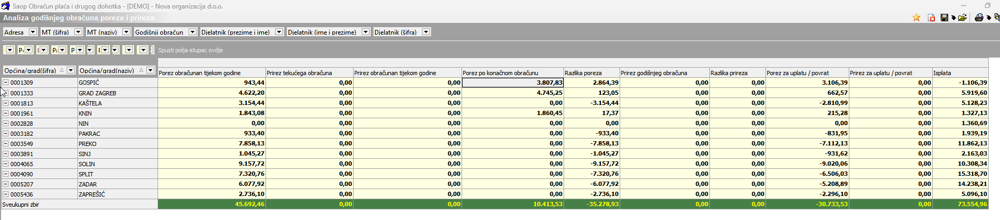 Saop Obračun plaća i drugog dohotka - [DEMO] - Nova organizacija d.o.o.
Analiza godišnjeg obračuna poreza i prireza
Adresa MT (šifra) MT (naziv) Godišnji obračun Djelatnik (prezime i ime) Djelatnik (ime i prezime) Djelatnik (šifra)
Spusti polja-stupac ovdje
Općina/grad(šifra) Općina/grad(naziv) Porez obračunan tijekom godine Prirez tekućega obračuna Prirez obračunan tijekom godine Porez po konačnom obračunu Razlika poreza Prirez godišnjeg obračuna Razlika prireza Porez za uplatu / povrat Prirez za uplatu / povrat Isplata
0001309 GOSPIĆ 943,44 0,00 0,00 3.807,83 2.864,39 0,00 0,00 3.106,39 0,00 -1.106,39
0001333 GRAD ZAGREB 4.622,20 0,00 0,00 4.745,25 123,05 0,00 0,00 662,57 0,00 5.919,60
0001813 KAŠTELA 3.154,44 0,00 0,00 0,00 -3.154,44 0,00 0,00 -2.810,99 0,00 5.128,23
0001961 KNIN 1.843,08 0,00 0,00 1.860,45 17,37 0,00 0,00 215,28 0,00 1.327,13
0002828 NIN 0,00 0,00 0,00 0,00 0,00 0,00 0,00 0,00 0,00 1.360,69
0003182 PAKRAC 933,40 0,00 0,00 0,00 -933,40 0,00 0,00 -831,95 0,00 1.939,19
0003549 PREKO 7.858,13 0,00 0,00 0,00 -7.858,13 0,00 0,00 -7.112,13 0,00 11.862,13
0003891 SINJ 1.045,27 0,00 0,00 0,00 -1.045,27 0,00 0,00 -931,62 0,00 2.163,03
0004065 SOLIN 9.157,72 0,00 0,00 0,00 -9.157,72 0,00 0,00 -9.020,06 0,00 10.308,34
0004090 SPLIT 7.320,76 0,00 0,00 0,00 -7.320,76 0,00 0,00 -6.506,03 0,00 15.318,70
0005207 ZADAR 6.077,92 0,00 0,00 0,00 -6.077,92 0,00 0,00 -5.208,89 0,00 14.238,21
0005436 ZAPREŠIĆ 2.736,10 0,00 0,00 0,00 -2.736,10 0,00 0,00 -2.296,10 0,00 5.096,10
Sveukupni zbir 45.692,46 0,00 0,00 10.413,53 -35.278,93 0,00 0,00 -30.733,53 0,00 73.554,96